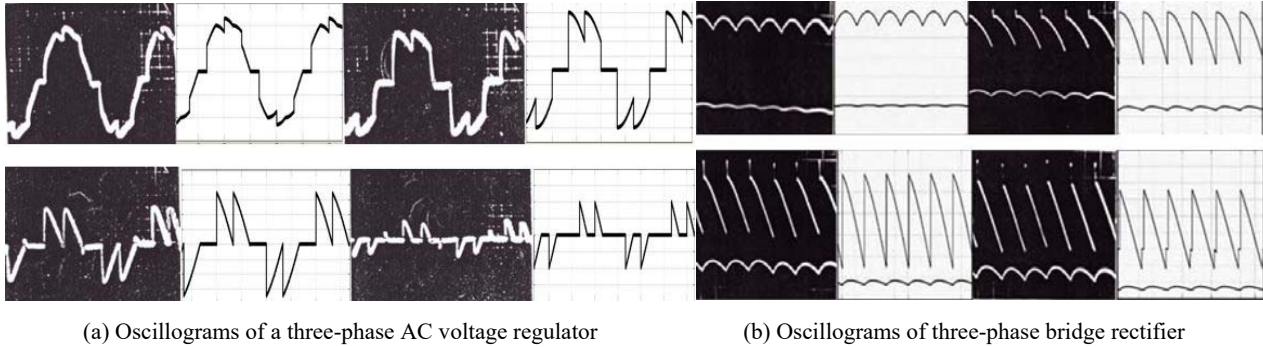 (a) Oscillograms of a three-phase AC voltage regulator
(b) Oscillograms of three-phase bridge rectifier